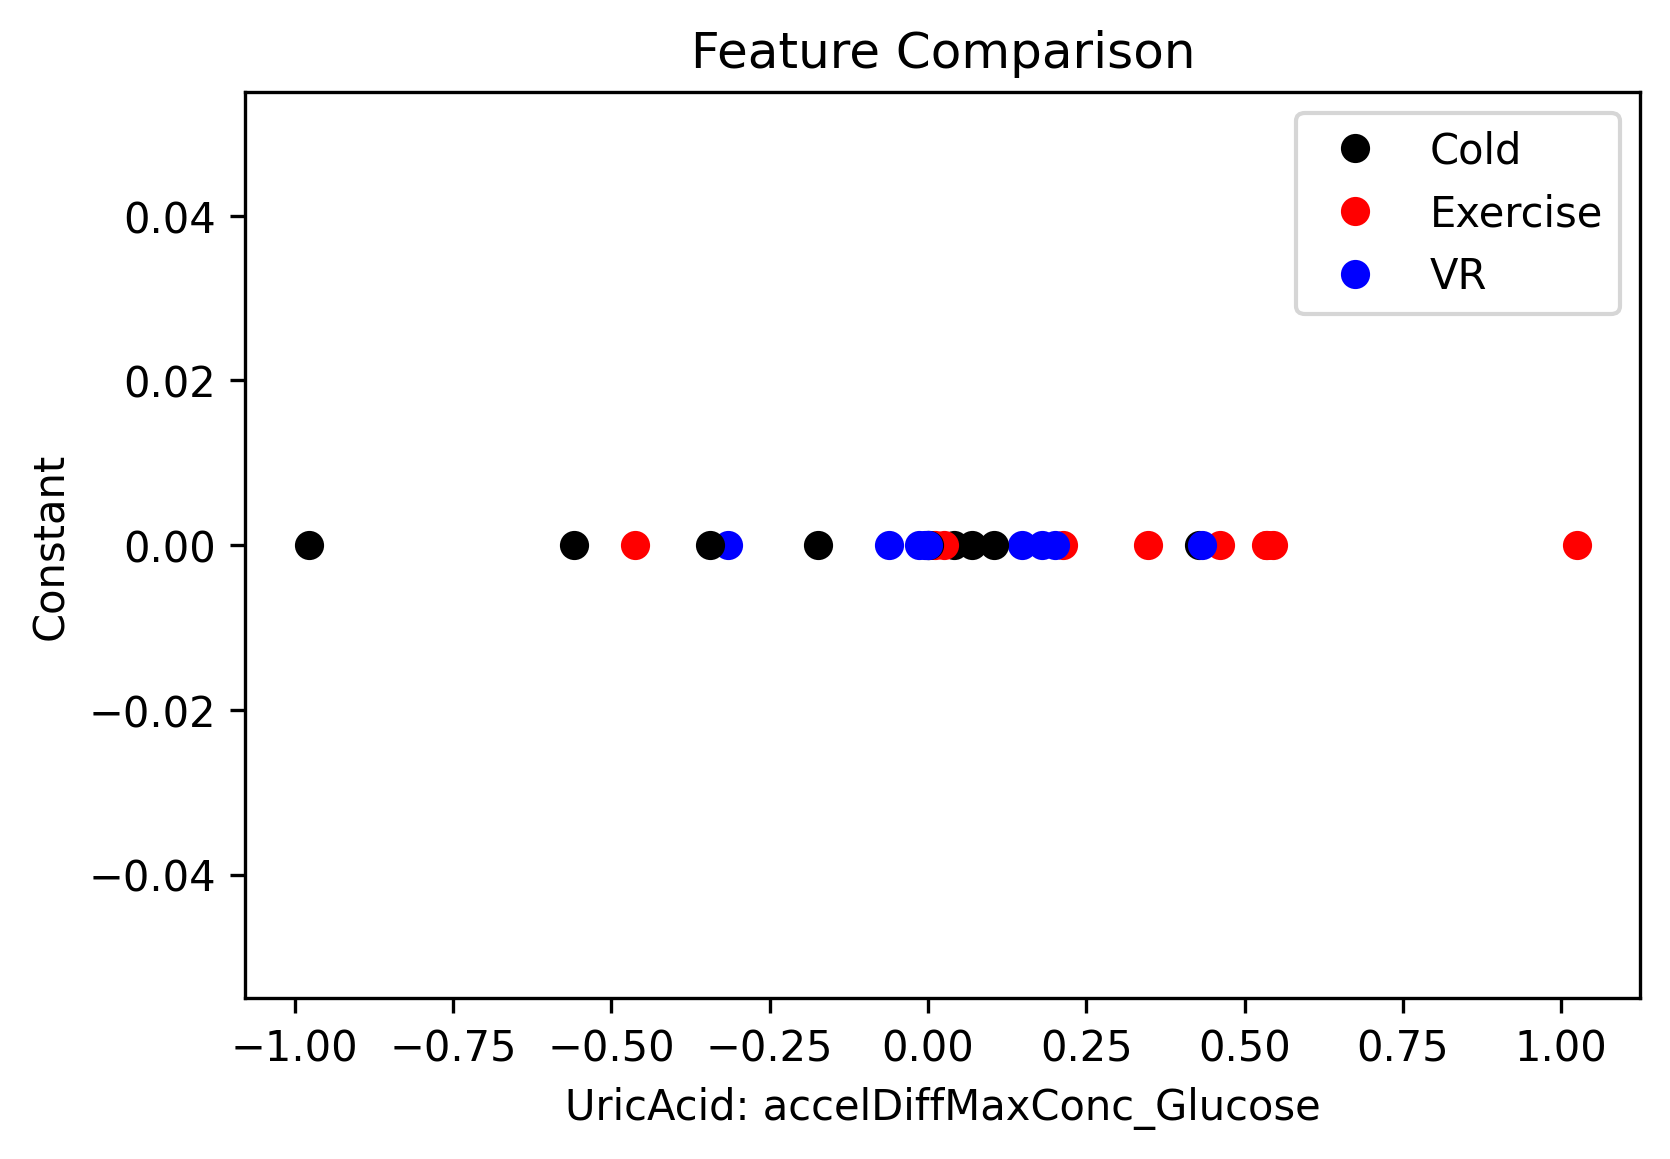 Feature Comparison
Cold
Exercise
VR
0.04
0.02
0.00
−0.02
−0.04
Constant
−1.00 −0.75 −0.50 −0.25 0.00 0.25 0.50 0.75 1.00
UricAcid: accelDiffMaxConc_Glucose